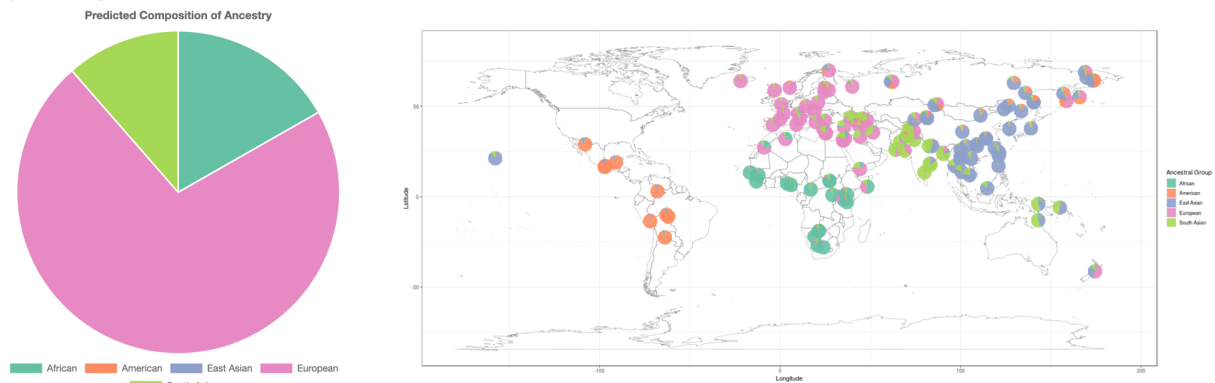 Predicted Composition of Ancestry
African
American
East Asian
European
50
0
-50
Latitude
-100
0
100
200
Longitude
Ancestral Group
African
American
East Asian
European
South Asian